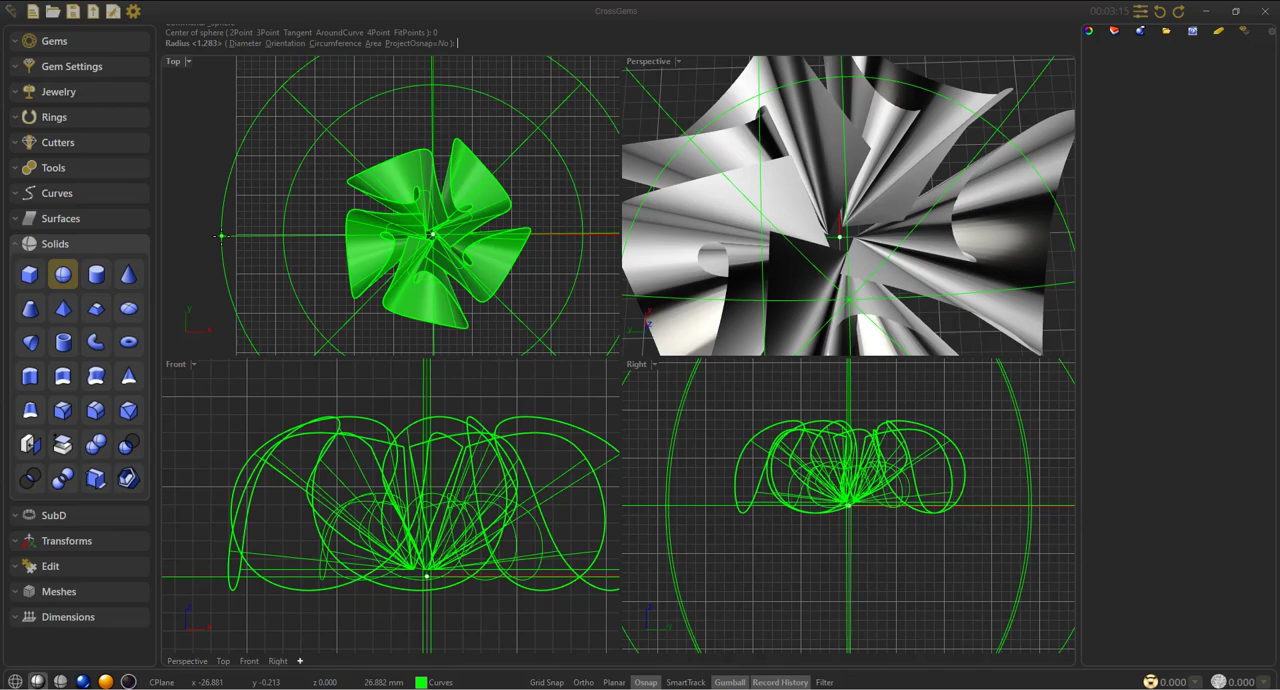 CrossGems
00:03:15
Center of sphere ( 2Point 3Point Tangent AroundCurve 4Point FitPoints ): 0
Radius <1.283> ( Diameter Orientation Circumference Area ProjectOsnap=No ):
Gems
Gem Settings
Jewelry
Rings
Cutters
Tools
Curves
Surfaces
Solids
SubD
Transforms
Edit
Meshes
Dimensions
Top
y
x
Perspective
x
y z
Front
z
x
Right
z
y
Perspective Top Front Right
CPlane x -26.881 y -0.213 z 0.000 26.882 mm Curves Grid Snap Ortho Planar Osnap SmartTrack Gumball Record History Filter 0.000 0.000